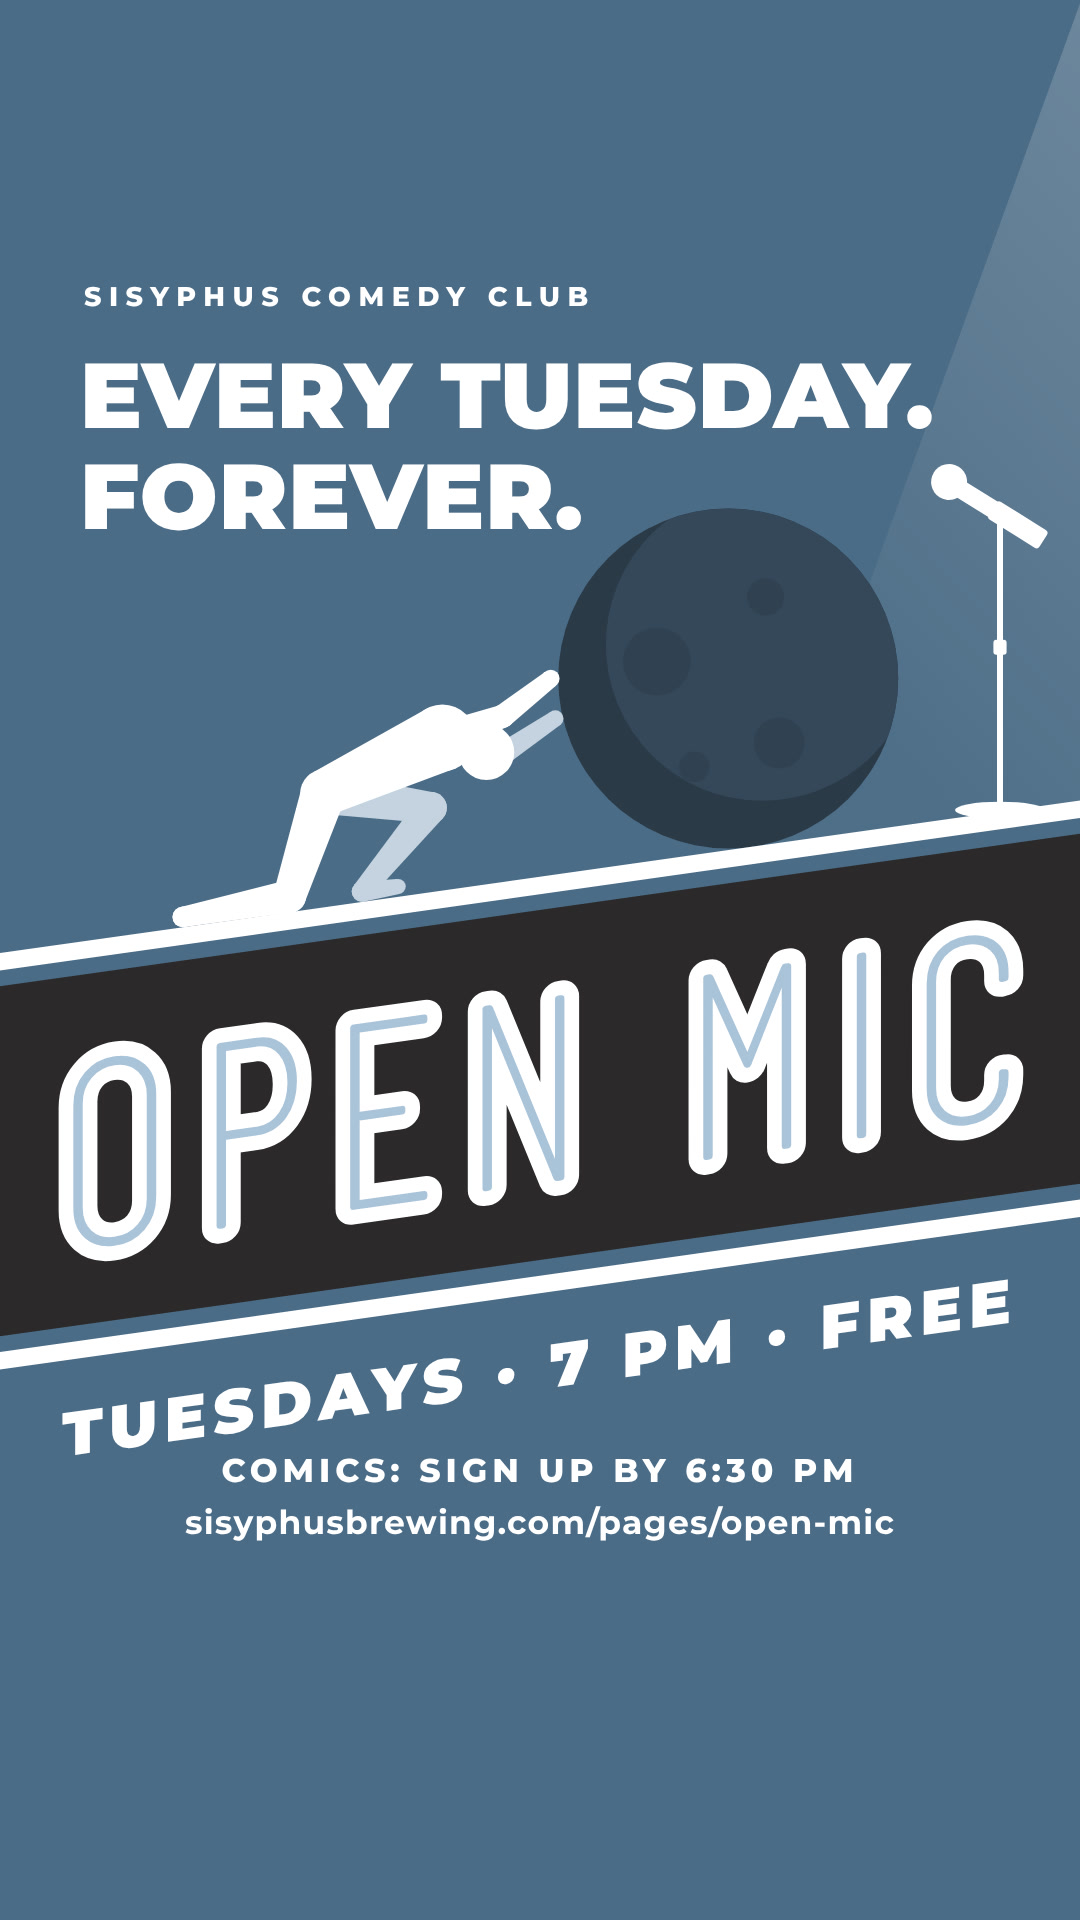 SISYPHUS COMEDY CLUB
EVERY TUESDAY.
FOREVER.
OPEN MIC
TUESDAYS • 7 PM • FREE
COMICS: SIGN UP BY 6:30 PM
sisyphusbrewing.com/pages/open-mic